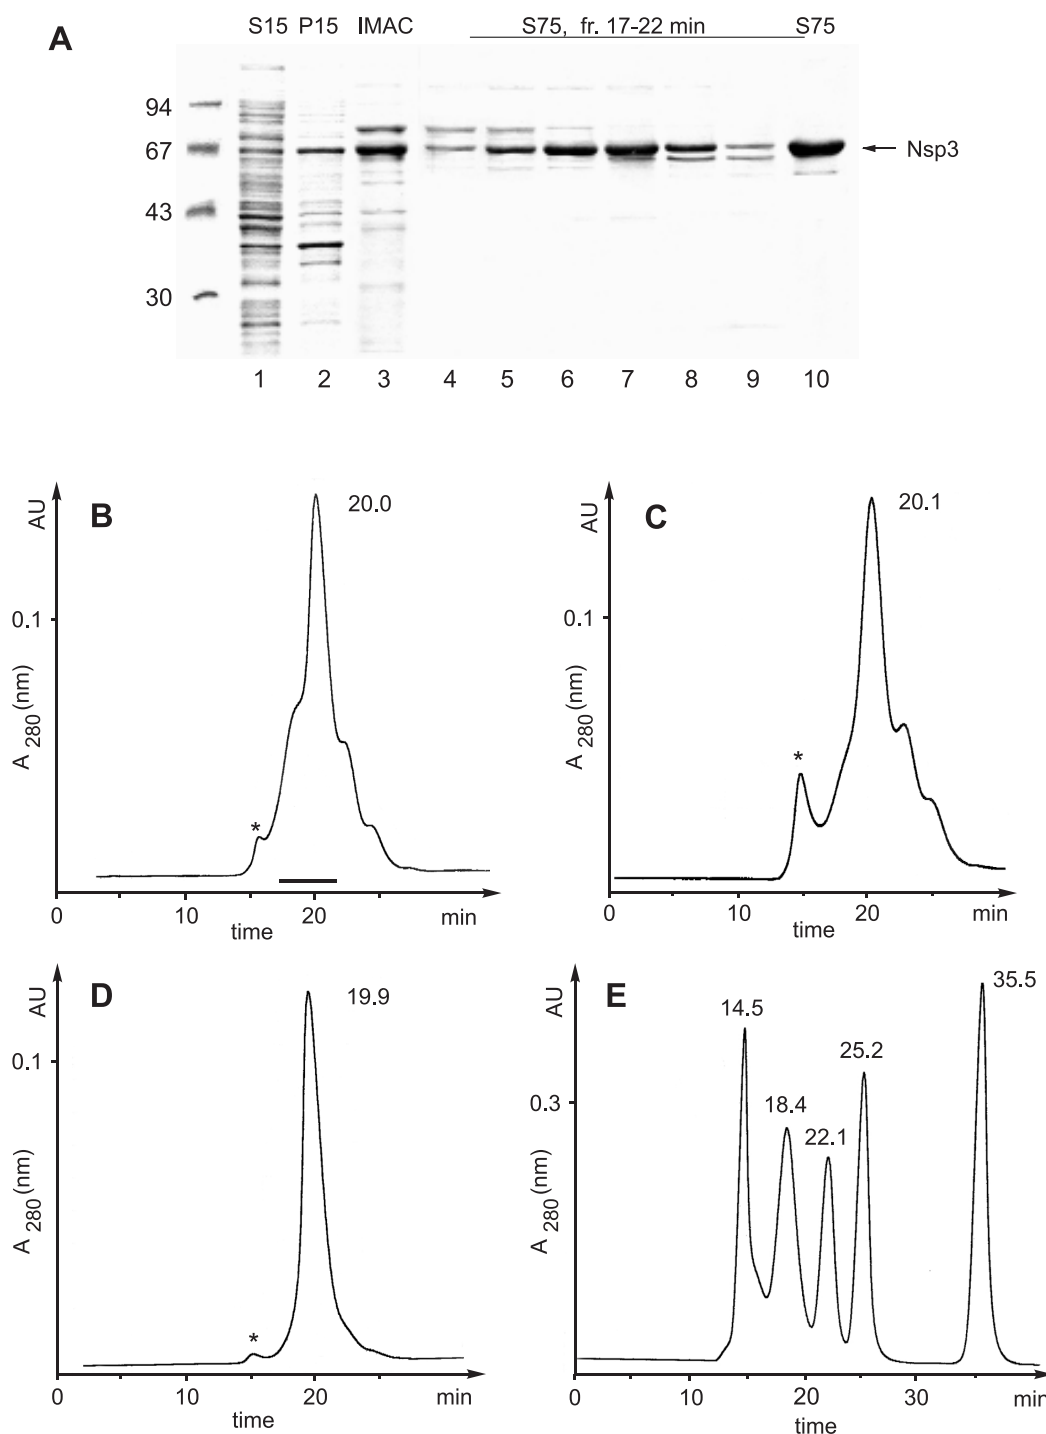 A
S15 P15 IMAC S75, fr. 17-22 min S75
94
67
43
30
Nsp3
1 2 3 4 5 6 7 8 9 10
B
AU
20.0
0.1
A 280 (nm)
*
0 10 20 min
time
C
AU
20.1
0.1
A 280 (nm)
*
0 10 20 min
time
D
AU
19.9
0.1
A 280 (nm)
*
0 10 20 min
time
E
AU
14.5
18.4
22.1
25.2
35.5
0.3
A 280 (nm)
0 10 20 30 min
time